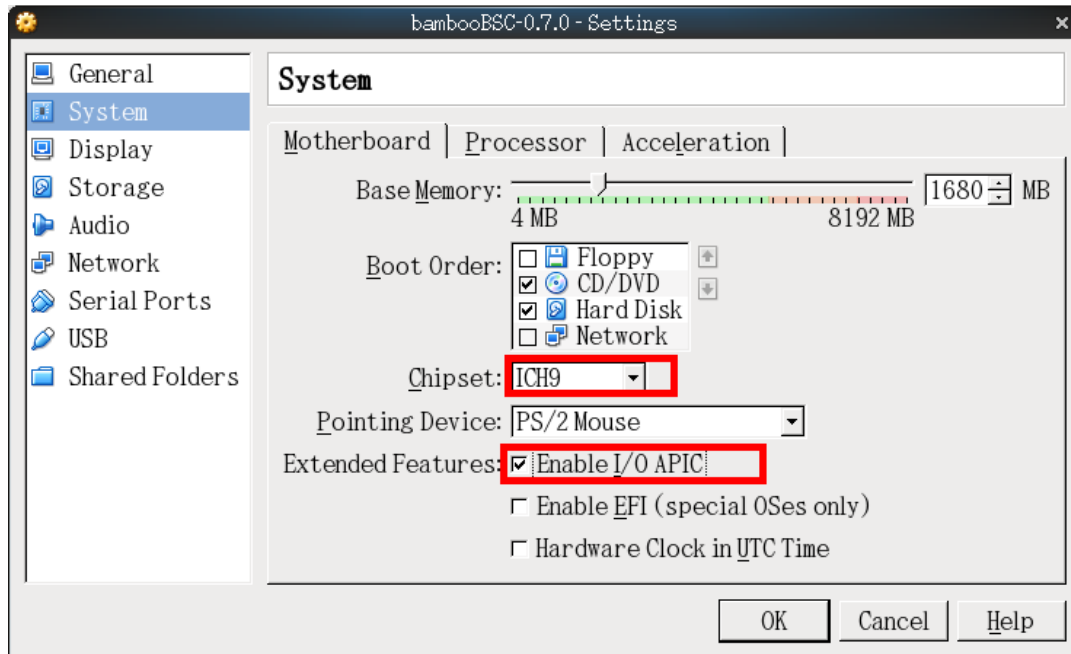 bambooBSC-0.7.0 - Settings
General
System
Display
Storage
Audio
Network
Serial Ports
USB
Shared Folders
System
Motherboard Processor Acceleration
Base Memory: 1680 MB
4 MB 8192 MB
Boot Order: Floppy
CD/DVD
Hard Disk
Network
Chipset: ICH9
Pointing Device: PS/2 Mouse
Extended Features: Enable I/O APIC
Enable EFI (special OSes only)
Hardware Clock in UTC Time
OK Cancel Help